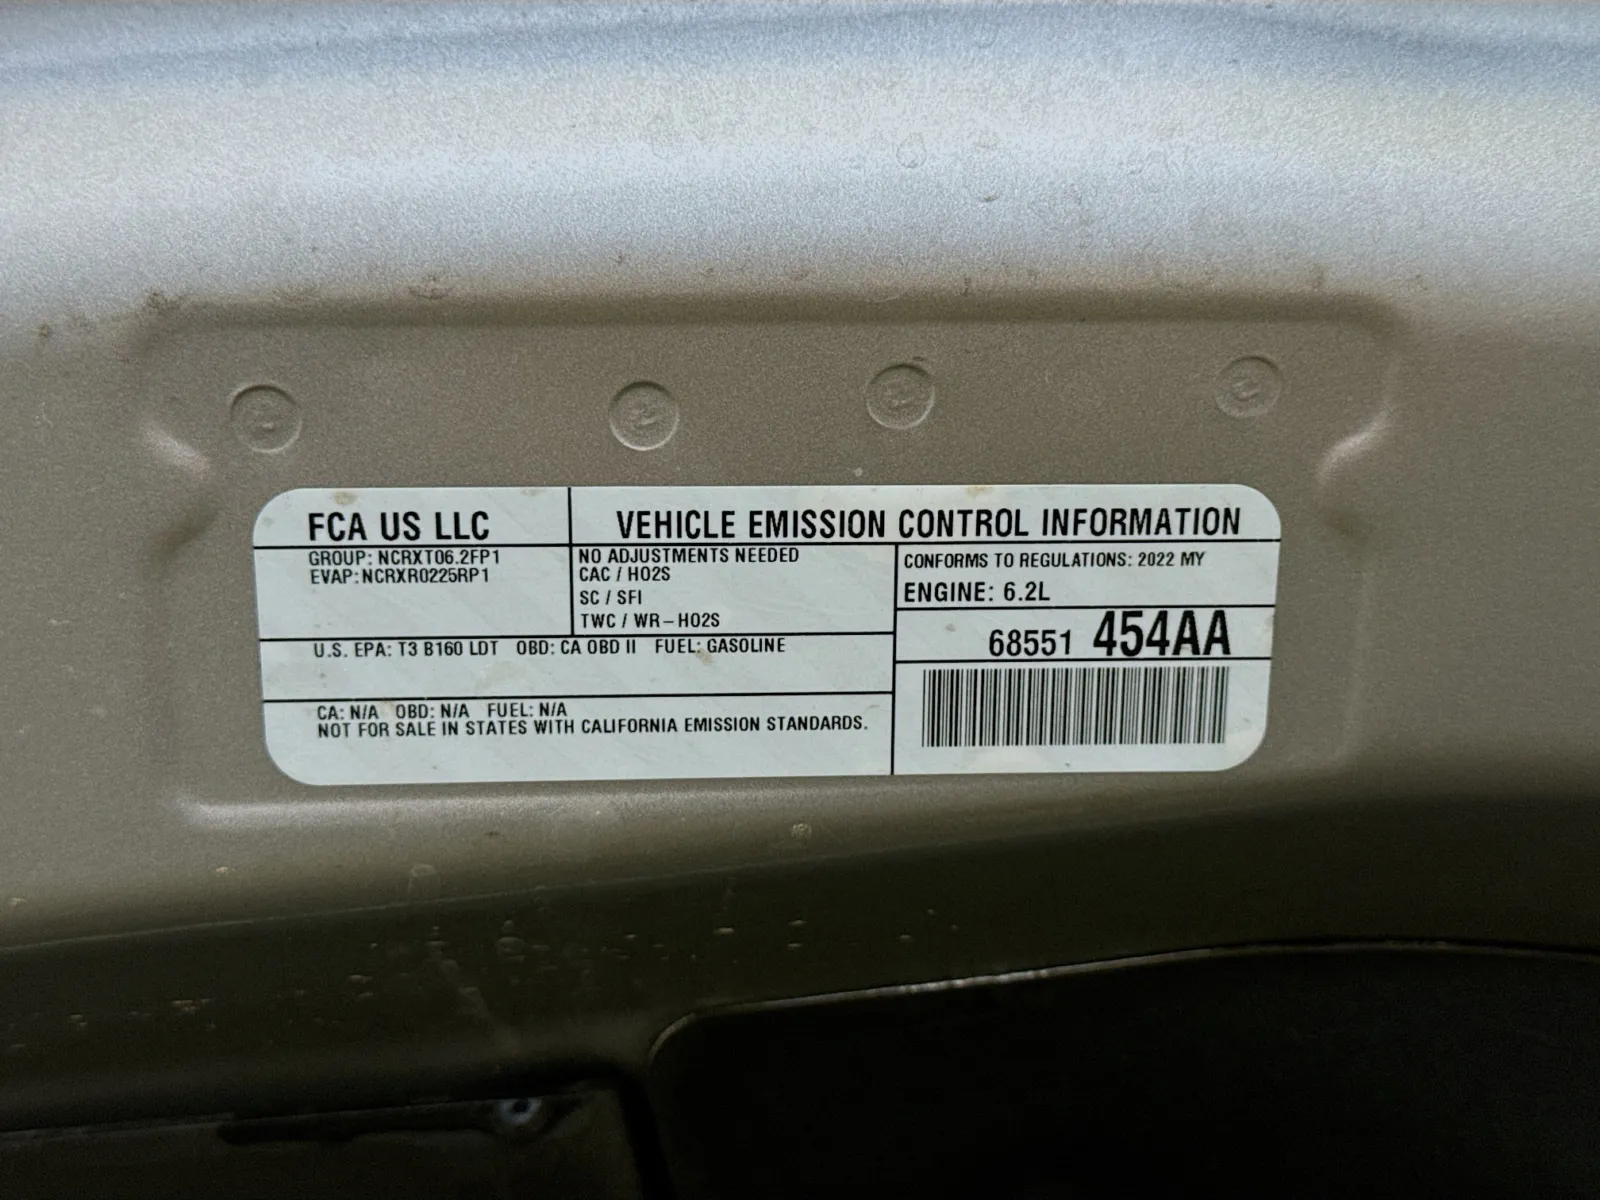 FCA US LLC
VEHICLE EMISSION CONTROL INFORMATION
GROUP: NCRXT06.2FP1
EVAP: NCRXR0225RP1
NO ADJUSTMENTS NEEDED
CAC / HO2S
SC / SFI
TWC / WR-HO2S
CONFORMS TO REGULATIONS: 2022 MY
ENGINE: 6.2L
68551 454AA
U.S. EPA: T3 B160 LDT OBD: CA OBD II FUEL: GASOLINE
CA: N/A OBD: N/A FUEL: N/A
NOT FOR SALE IN STATES WITH CALIFORNIA EMISSION STANDARDS.